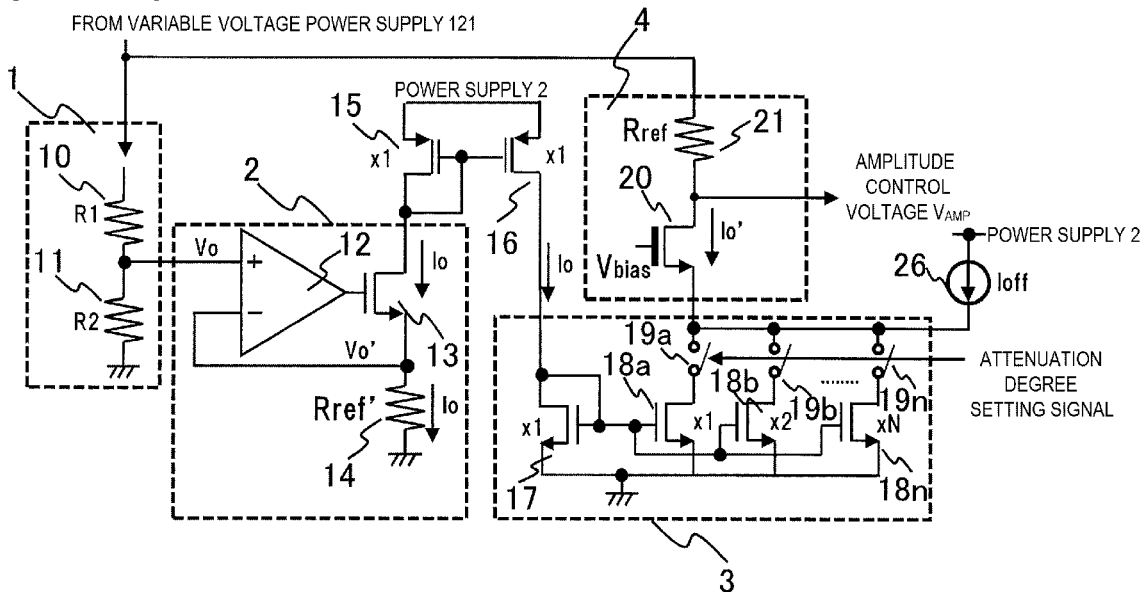 FROM VARIABLE VOLTAGE POWER SUPPLY 121
4
1
POWER SUPPLY 2
15
x1
x1
16
Rref
21
20
AMPLITUDE
CONTROL
VOLTAGE VAMP
10
R1
2
12
Vo
+
−
11
R2
Io
Vo'
13
Rref'
Io
14
Io
Vbias
Io'
POWER SUPPLY 2
26
Ioff
19a
18a
18b
19b
........
19n
ATTENUATION
DEGREE
SETTING SIGNAL
x1
x1
x2
xN
17
18n
3